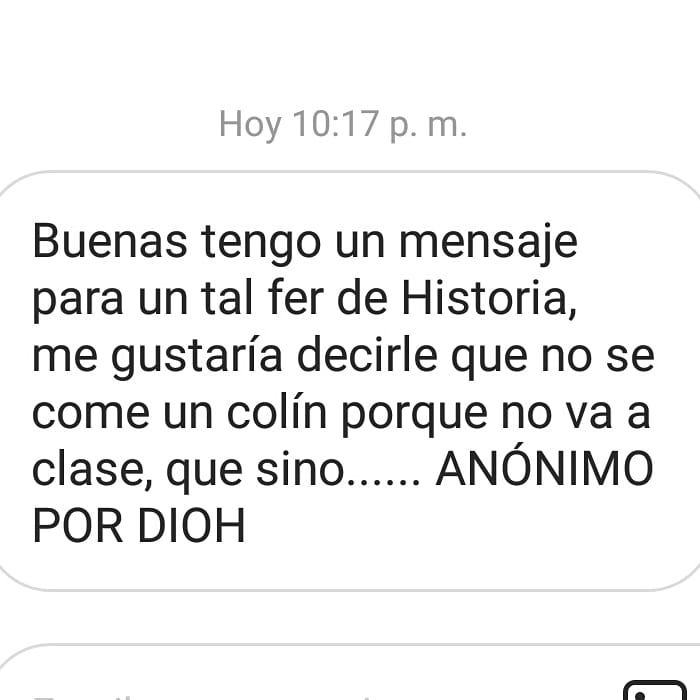 Hoy 10:17 p. m.
Buenas tengo un mensaje
para un tal fer de Historia,
me gustaría decirle que no se
come un colín porque no va a
clase, que sino...... ANÓNIMO
POR DIOH